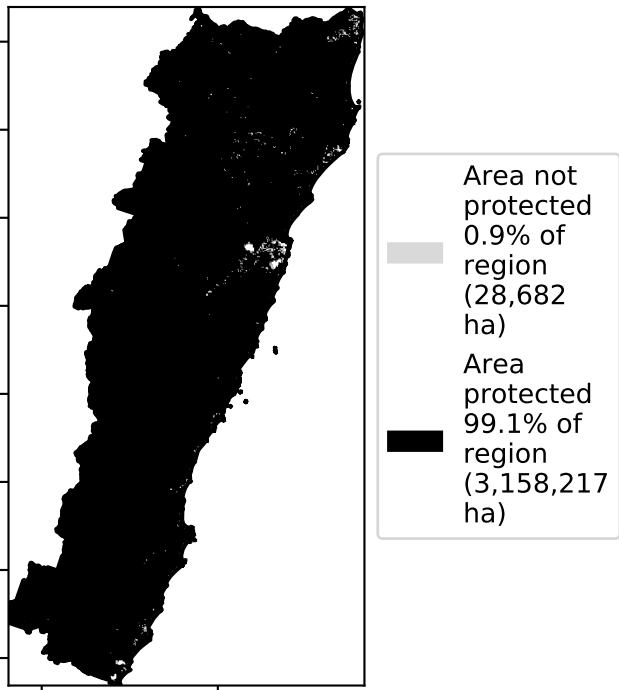 Area not
protected
0.9% of
region
(28,682
ha)
Area
protected
99.1% of
region
(3,158,217
ha)